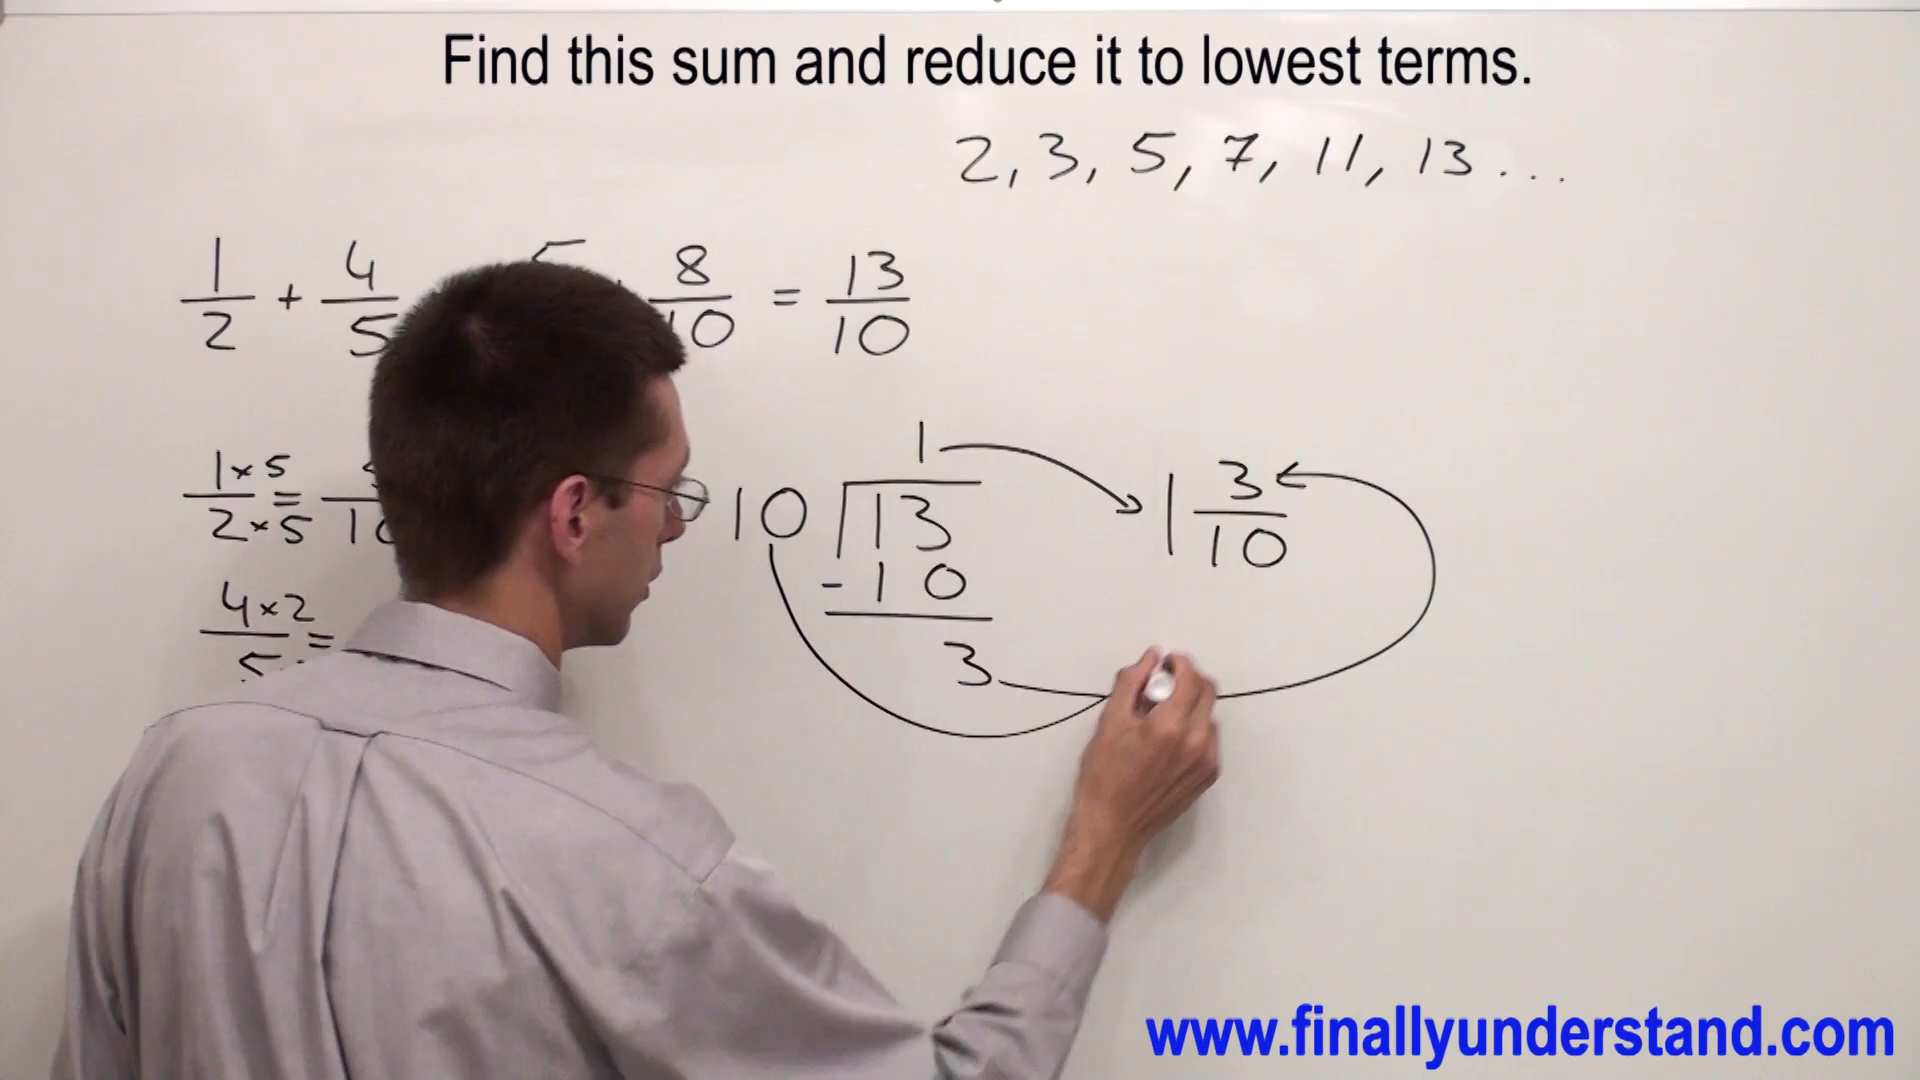 Find this sum and reduce it to lowest terms.
2, 3, 5, 7, 11, 13 ...
1/2 + 4/5 8/10 = 13/10
1×5/2×5 =
4×2/5 =
1
10 13
-10
3
1 3/10
www.finallyunderstand.com